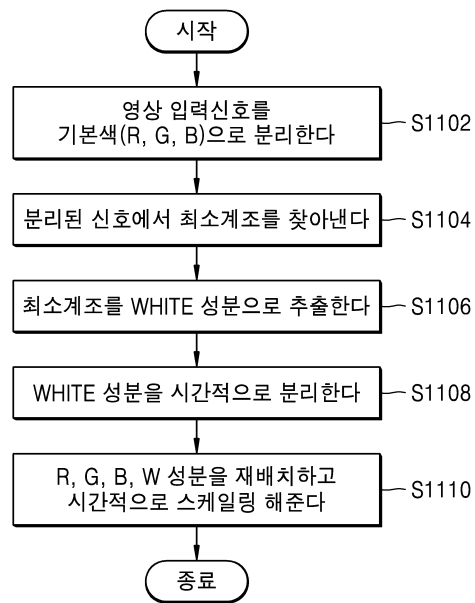 시작
영상 입력신호를
기본색(R, G, B)으로 분리한다
S1102
분리된 신호에서 최소계조를 찾아낸다
S1104
최소계조를 WHITE 성분으로 추출한다
S1106
WHITE 성분을 시간적으로 분리한다
S1108
R, G, B, W 성분을 재배치하고
시간적으로 스케일링 해준다
S1110
종료